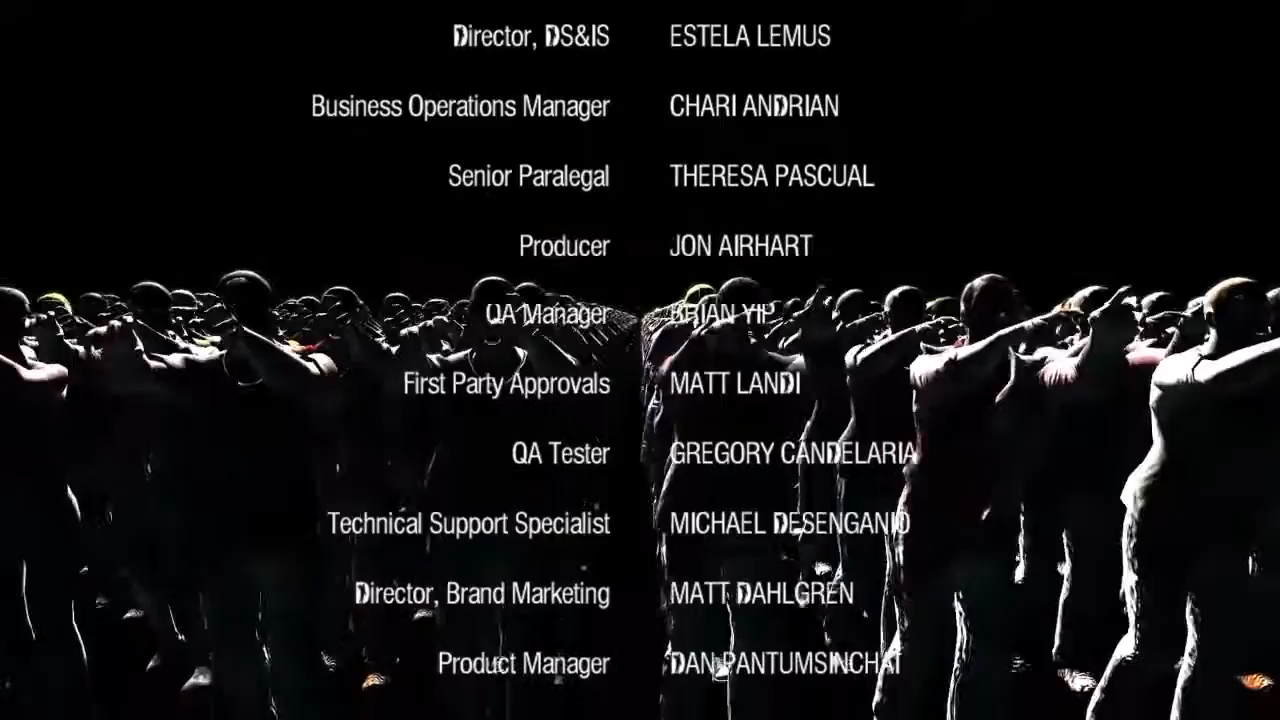 Director, DS&IS ESTELA LEMUS
Business Operations Manager CHARI ANDRIAN
Senior Paralegal THERESA PASCUAL
Producer JON AIRHART
QA Manager BRIAN YIP
First Party Approvals MATT LANDI
QA Tester GREGORY CANDELARIA
Technical Support Specialist MICHAEL DESENGANIO
Director, Brand Marketing MATT DAHLGREN
Product Manager DAN PANTUMSINCHAI